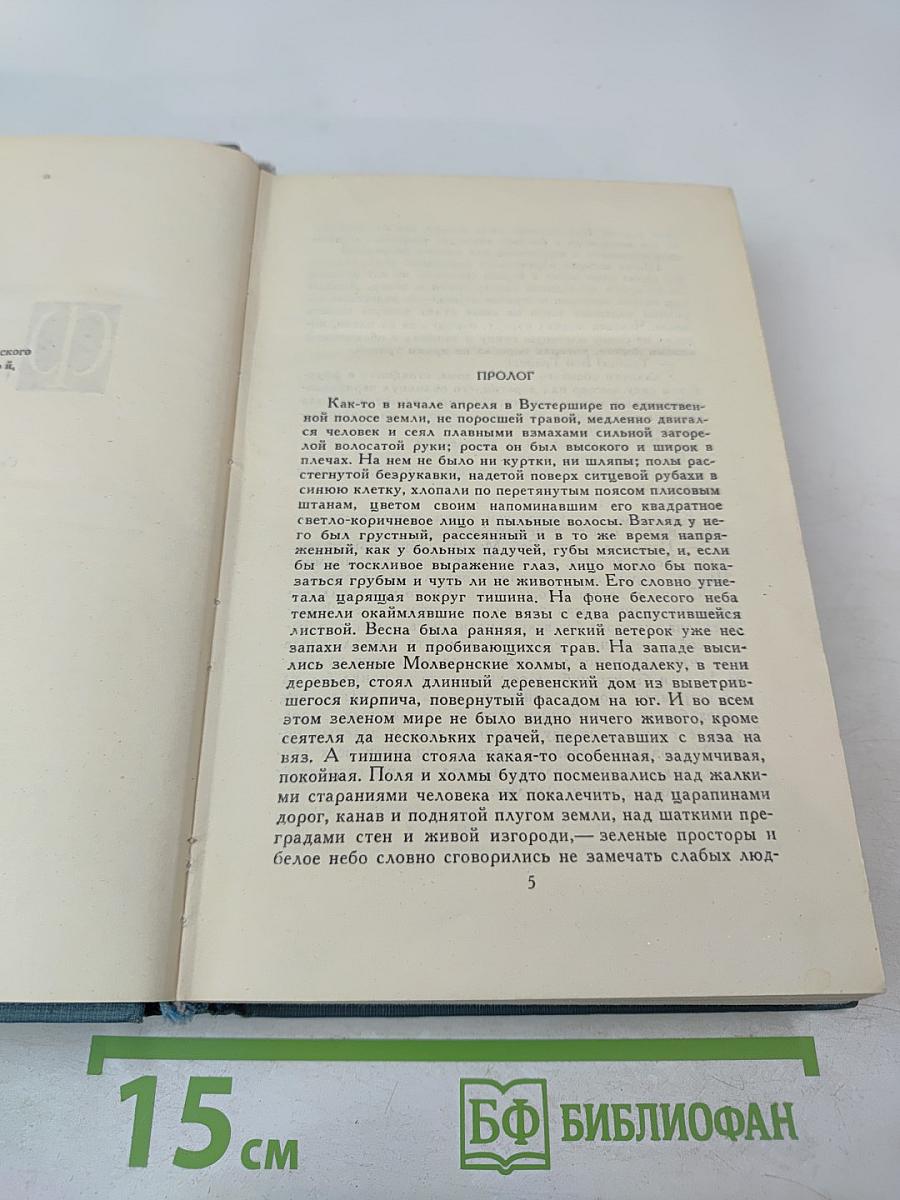 ского
й,
Ф
ПРОЛОГ
Как-то в начале апреля в Вустершире по единствен-
ной полосе земли, не поросшей травой, медленно двигал-
ся человек и сеял плавными взмахами сильной загоре-
лой волосатой руки; роста он был высокого и широк в
плечах. На нем не было ни куртки, ни шляпы; полы рас-
стегнутой безрукавки, надетой поверх ситцевой рубахи в
синюю клетку, хлопали по перетянутым поясом плисовым
штанам, цветом своим напоминавшим его квадратное
светло-коричневое лицо и пыльные волосы. Взгляд у не-
го был грустный, рассеянный и в то же время напря-
женный, как у больных падучей, губы мясистые, и, если
бы не тоскливое выражение глаз, лицо могло бы пока-
заться грубым и чуть ли не животным. Его словно угне-
тала царящая вокруг тишина. На фоне белесого неба
темнели окаймлявшие поле вязы с едва распустившейся
листвой. Весна была ранняя, и легкий ветерок уже нес
запахи земли и пробивающихся трав. На западе высились
лись зеленые Молвернские холмы, а неподалеку, в тени
деревьев, стоял длинный деревенский дом из выветрив-
шегося кирпича, повернутый фасадом на юг. И во всем
этом зеленом мире не было видно ничего живого, кроме
сеятеля да нескольких грачей, перелетавших с вяза на
вяз. А тишина стояла какая-то особенная, задумчивая,
покойная. Поля и холмы будто посмеивались над жалки-
ми стараниями человека их покалечить, над царапинами
дорог, канав и поднятой плугом земли, над шаткими пре-
градами стен и живой изгороди,— зеленые просторы и
белое небо словно сговорились не замечать слабых люд-
5
15 см
БФ БИБЛИОФАН